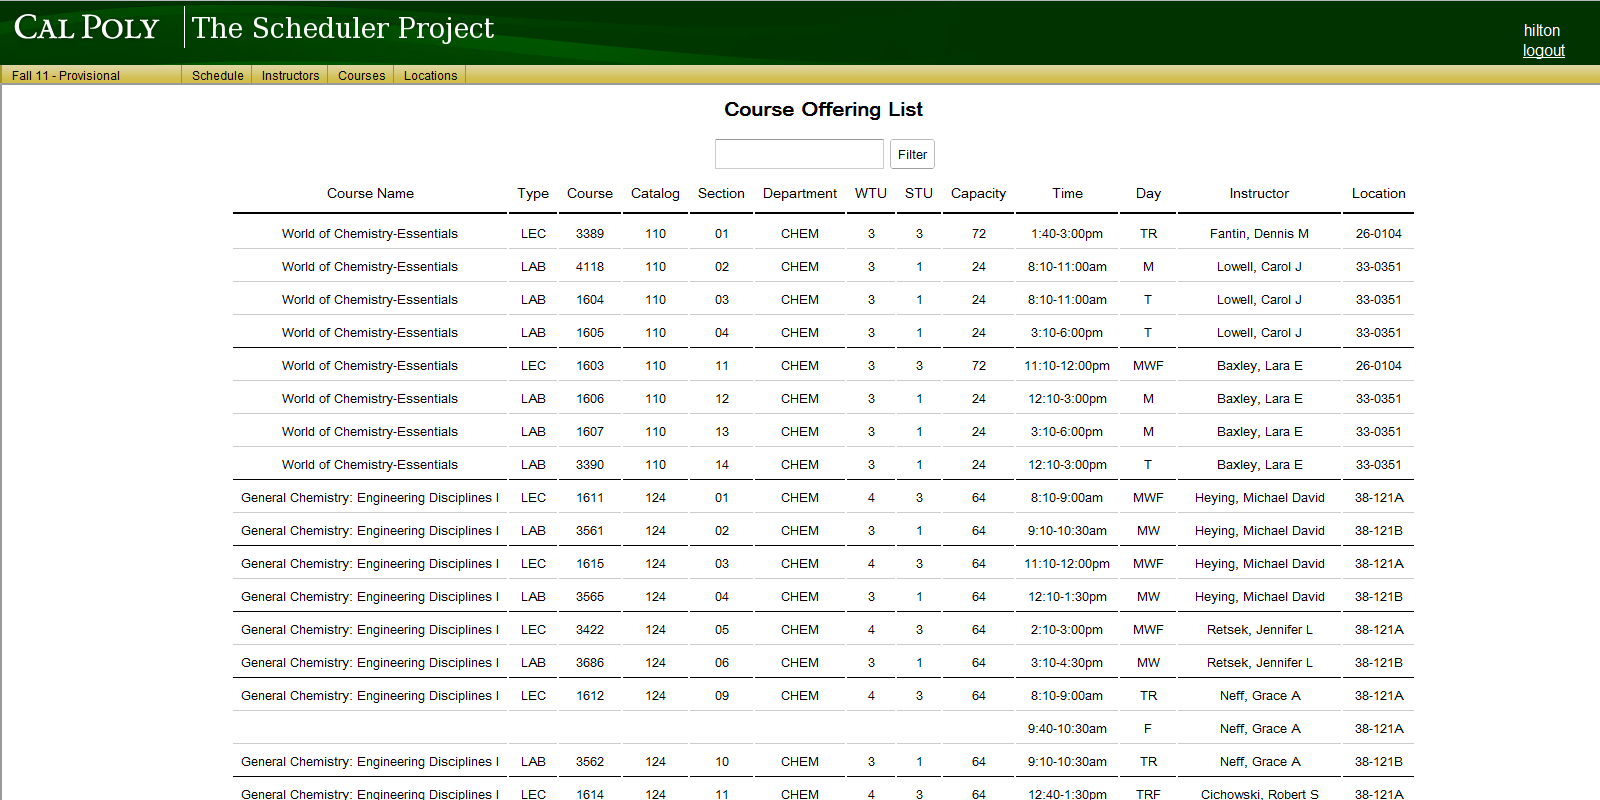 CAL POLY The Scheduler Project
hilton
logout
Fall 11 - Provisional Schedule Instructors Courses Locations
Course Offering List
Filter
Course Name Type Course Catalog Section Department WTU STU Capacity Time Day Instructor Location
World of Chemistry-Essentials LEC 3389 110 01 CHEM 3 3 72 1:40-3:00pm TR Fantin, Dennis M 26-0104
World of Chemistry-Essentials LAB 4118 110 02 CHEM 3 1 24 8:10-11:00am M Lowell, Carol J 33-0351
World of Chemistry-Essentials LAB 1604 110 03 CHEM 3 1 24 8:10-11:00am T Lowell, Carol J 33-0351
World of Chemistry-Essentials LAB 1605 110 04 CHEM 3 1 24 3:10-6:00pm T Lowell, Carol J 33-0351
World of Chemistry-Essentials LEC 1603 110 11 CHEM 3 3 72 11:10-12:00pm MWF Baxley, Lara E 26-0104
World of Chemistry-Essentials LAB 1606 110 12 CHEM 3 1 24 12:10-3:00pm M Baxley, Lara E 33-0351
World of Chemistry-Essentials LAB 1607 110 13 CHEM 3 1 24 3:10-6:00pm M Baxley, Lara E 33-0351
World of Chemistry-Essentials LAB 3390 110 14 CHEM 3 1 24 12:10-3:00pm T Baxley, Lara E 33-0351
General Chemistry: Engineering Disciplines I LEC 1611 124 01 CHEM 4 3 64 8:10-9:00am MWF Heying, Michael David 38-121A
General Chemistry: Engineering Disciplines I LAB 3561 124 02 CHEM 3 1 64 9:10-10:30am MW Heying, Michael David 38-121B
General Chemistry: Engineering Disciplines I LEC 1615 124 03 CHEM 4 3 64 11:10-12:00pm MWF Heying, Michael David 38-121A
General Chemistry: Engineering Disciplines I LAB 3565 124 04 CHEM 3 1 64 12:10-1:30pm MW Heying, Michael David 38-121B
General Chemistry: Engineering Disciplines I LEC 3422 124 05 CHEM 4 3 64 2:10-3:00pm MWF Retsek, Jennifer L 38-121A
General Chemistry: Engineering Disciplines I LAB 3686 124 06 CHEM 3 1 64 3:10-4:30pm MW Retsek, Jennifer L 38-121B
General Chemistry: Engineering Disciplines I LEC 1612 124 09 CHEM 4 3 64 8:10-9:00am TR Neff, Grace A 38-121A
9:40-10:30am F Neff, Grace A 38-121A
General Chemistry: Engineering Disciplines I LAB 3562 124 10 CHEM 3 1 64 9:10-10:30am TR Neff, Grace A 38-121B
General Chemistry: Engineering Disciplines I LEC 1614 124 11 CHEM 4 3 64 12:40-1:30pm TRF Cichowski, Robert S 38-121A